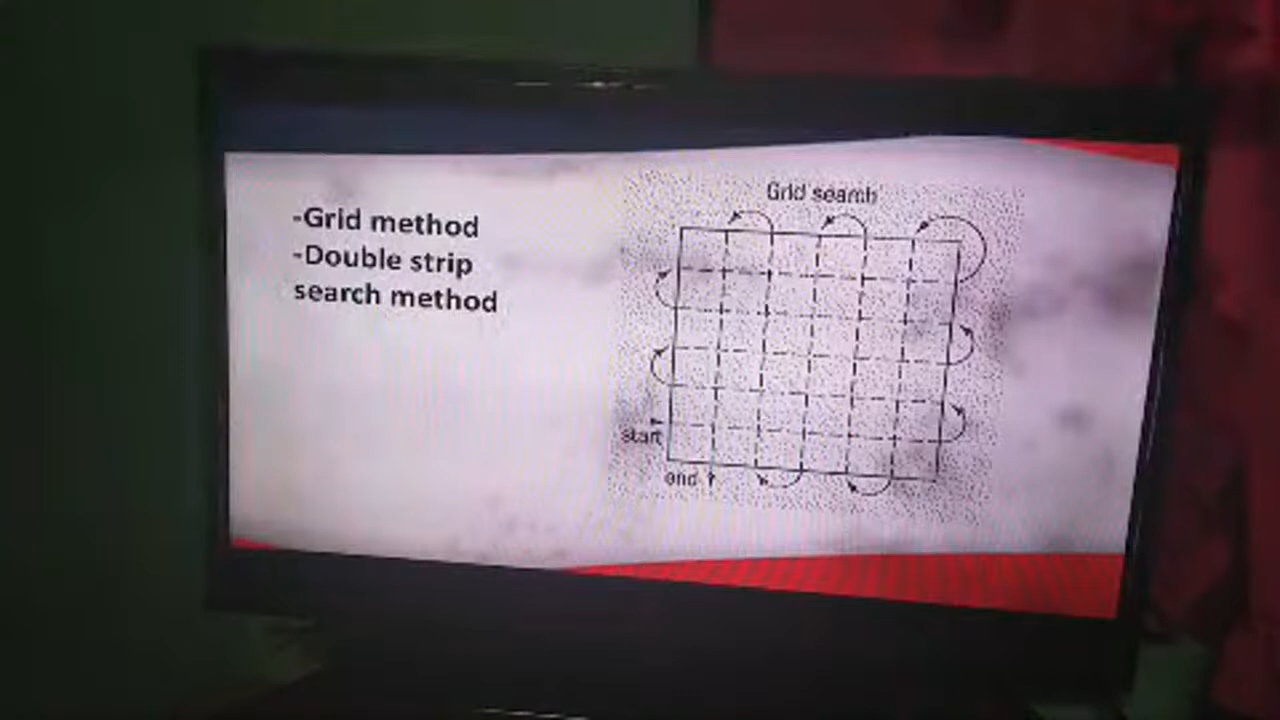 -Grid method
-Double strip
search method
Grid search
start
end